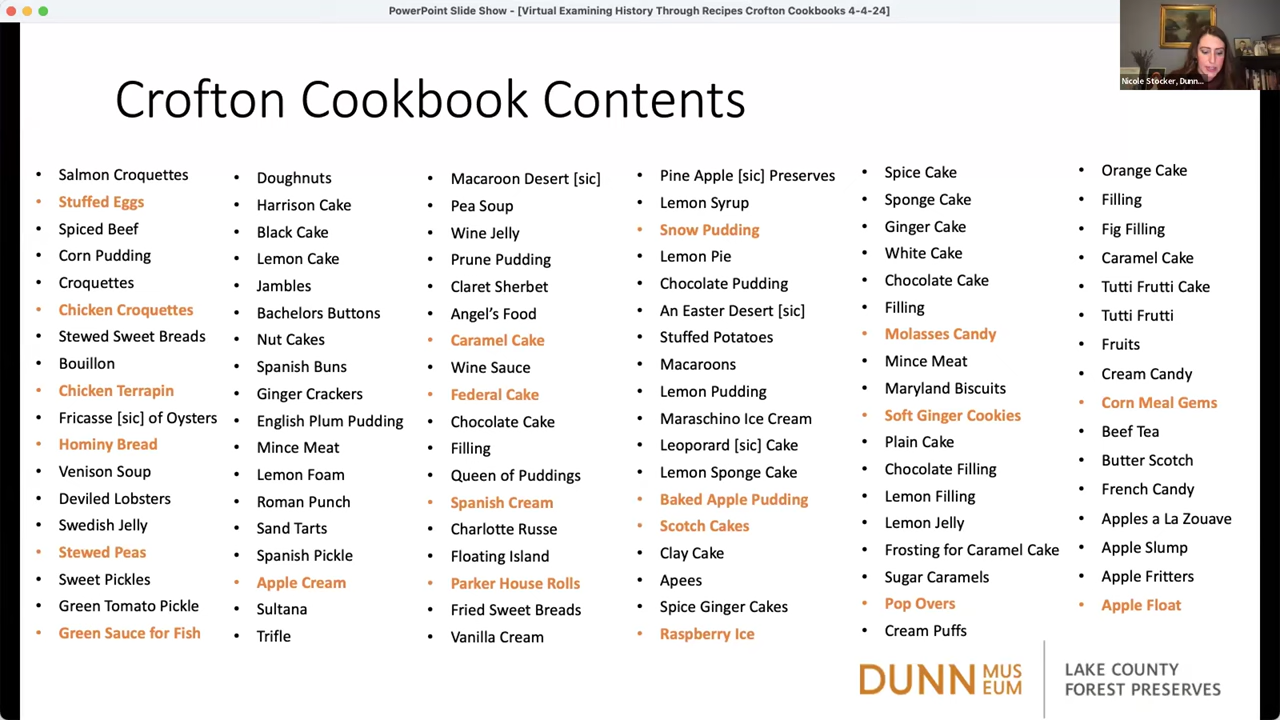 PowerPoint Slide Show - [Virtual Examining History Through Recipes Crofton Cookbooks 4-4-24]
Nicole Stocker, Dunn...
Crofton Cookbook Contents
Salmon Croquettes
Stuffed Eggs
Spiced Beef
Corn Pudding
Croquettes
Chicken Croquettes
Stewed Sweet Breads
Bouillon
Chicken Terrapin
Fricasse [sic] of Oysters
Hominy Bread
Venison Soup
Deviled Lobsters
Swedish Jelly
Stewed Peas
Sweet Pickles
Green Tomato Pickle
Green Sauce for Fish
Doughnuts
Harrison Cake
Black Cake
Lemon Cake
Jambles
Bachelors Buttons
Nut Cakes
Spanish Buns
Ginger Crackers
English Plum Pudding
Mince Meat
Lemon Foam
Roman Punch
Sand Tarts
Spanish Pickle
Apple Cream
Sultana
Trifle
Macaroon Desert [sic]
Pea Soup
Wine Jelly
Prune Pudding
Claret Sherbet
Angel's Food
Caramel Cake
Wine Sauce
Federal Cake
Chocolate Cake
Filling
Queen of Puddings
Spanish Cream
Charlotte Russe
Floating Island
Parker House Rolls
Fried Sweet Breads
Vanilla Cream
Pine Apple [sic] Preserves
Lemon Syrup
Snow Pudding
Lemon Pie
Chocolate Pudding
An Easter Desert [sic]
Stuffed Potatoes
Macaroons
Lemon Pudding
Maraschino Ice Cream
Leoporard [sic] Cake
Lemon Sponge Cake
Baked Apple Pudding
Scotch Cakes
Clay Cake
Apees
Spice Ginger Cakes
Raspberry Ice
Spice Cake
Sponge Cake
Ginger Cake
White Cake
Chocolate Cake
Filling
Molasses Candy
Mince Meat
Maryland Biscuits
Soft Ginger Cookies
Plain Cake
Chocolate Filling
Lemon Filling
Lemon Jelly
Frosting for Caramel Cake
Sugar Caramels
Pop Overs
Cream Puffs
Orange Cake
Filling
Fig Filling
Caramel Cake
Tutti Frutti Cake
Tutti Frutti
Fruits
Cream Candy
Corn Meal Gems
Beef Tea
Butter Scotch
French Candy
Apples a La Zouave
Apple Slump
Apple Fritters
Apple Float
DUNN MUSEUM
LAKE COUNTY
FOREST PRESERVES